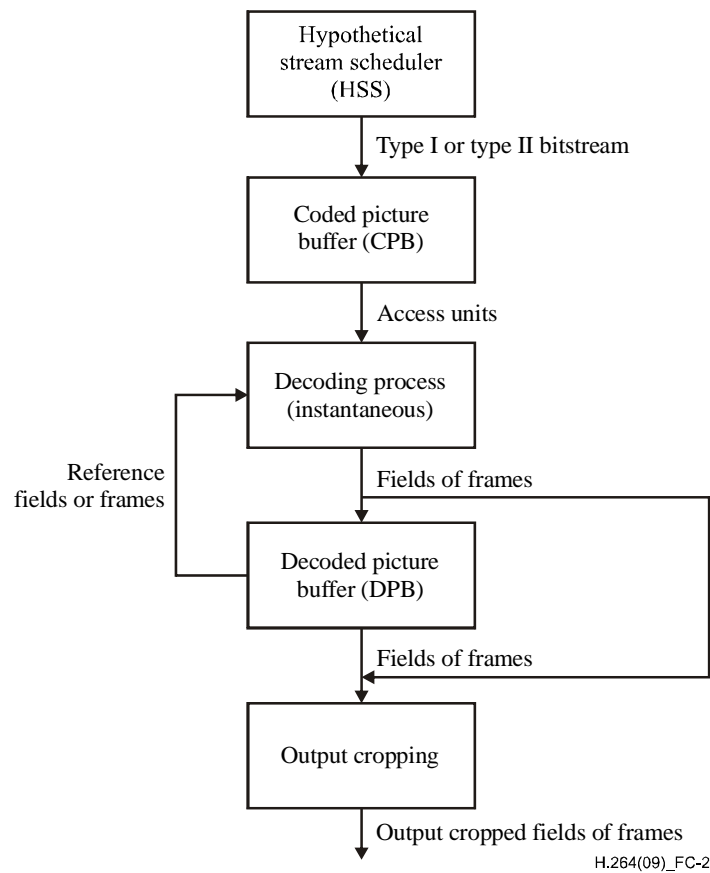 Hypothetical
stream scheduler
(HSS)
Type I or type II bitstream
Coded picture
buffer (CPB)
Access units
Decoding process
(instantaneous)
Reference
fields or frames
Fields of frames
Decoded picture
buffer (DPB)
Fields of frames
Output cropping
Output cropped fields of frames
H.264(09)_FC-2